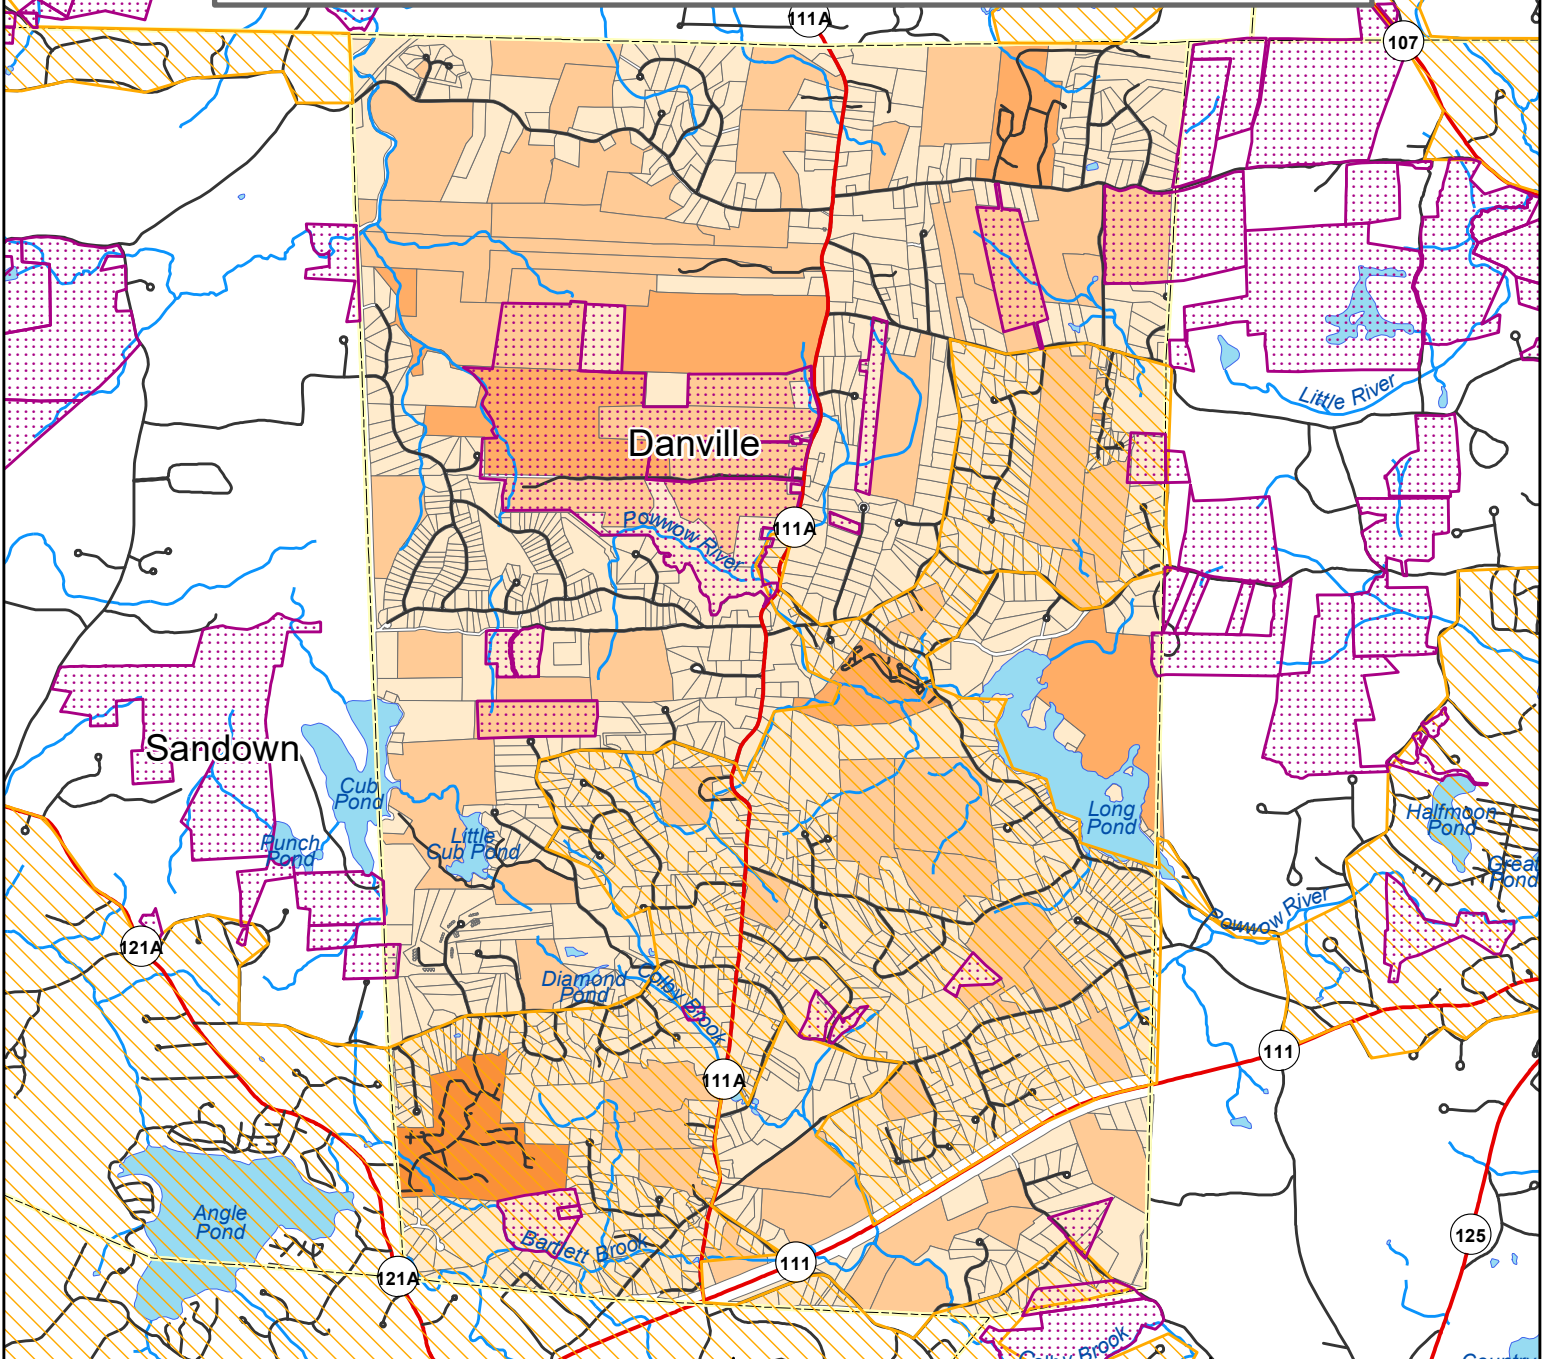 111A
107
Little River
Danville
Powwow River
111A
Sandown
Cub
Pond
Long
Pond
Halfmoon
Pond
Punch
Pond
Little
Cub Pond
Great
Pond
Powwow River
121A
Diamond
Pond
Colby Brook
111
111A
Angle
Pond
125
Bartlett Brook
111
121A
Colby Brook